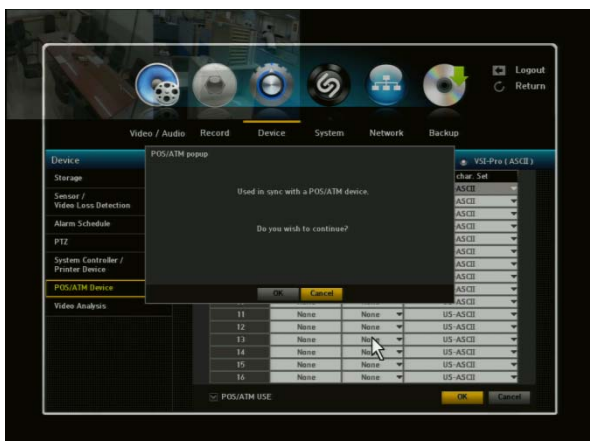 Logout
Return
Video / Audio Record Device System Network Backup
Device
POS/ATM popup
VSI-Pro ( ASCII )
Storage
char. Set
Used in sync with a POS/ATM device.
Sensor /
Video Loss Detection
Alarm Schedule
Do you wish to continue?
PTZ
System Controller /
Printer Device
POS/ATM Device
Video Analysis
OK Cancel
ASCII
ASCII
ASCII
ASCII
ASCII
ASCII
ASCII
ASCII
ASCII
ASCII
11 None None US-ASCII
12 None None US-ASCII
13 None None US-ASCII
14 None None US-ASCII
15 None None US-ASCII
16 None None US-ASCII
POS/ATM USE
OK Cancel